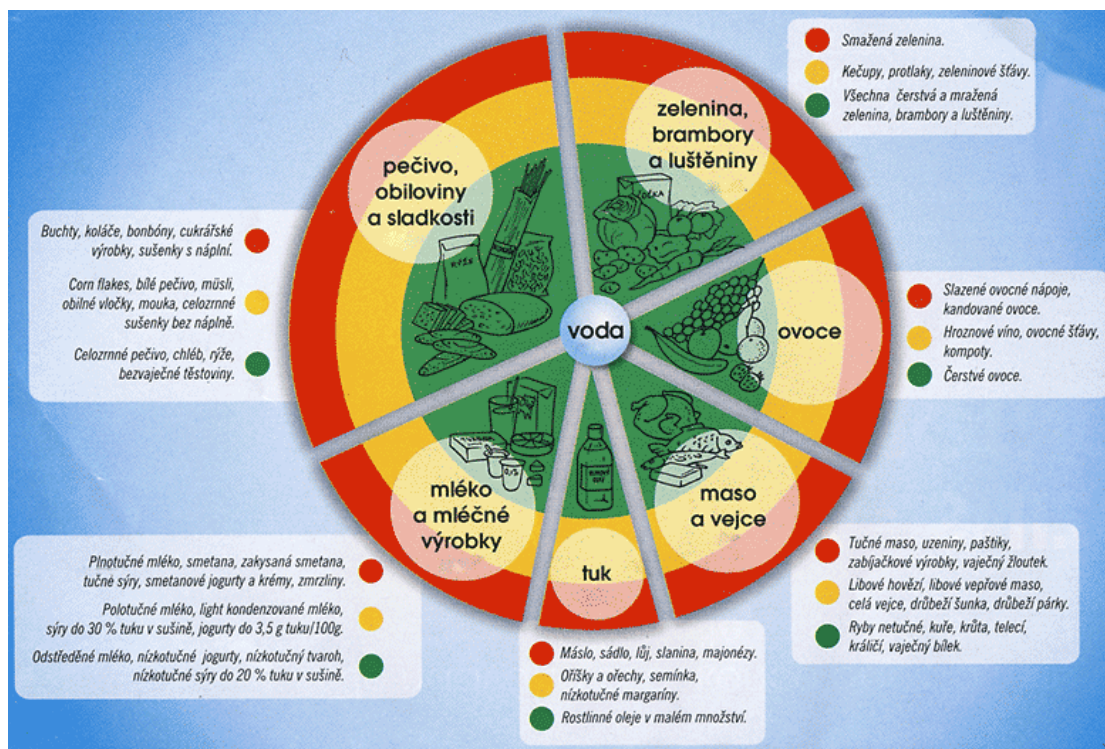 Smažená zelenina.
Kečupy, protlaky, zeleninové šťávy.
Všechna čerstvá a mražená
zelenina, brambory a luštěniny.
zelenina,
brambory
a luštěniny
pečivo,
obiloviny
a sladkosti
ČOČKA
RÝŽE
Buchty, koláče, bonbóny, cukrářské
výrobky, sušenky s náplní.
Corn flakes, bílé pečivo, müsli,
obilné vločky, mouka, celozrnné
sušenky bez náplně.
Celozrnné pečivo, chléb, rýže,
bezvaječné těstoviny.
voda
ovoce
Slazené ovocné nápoje,
kandované ovoce.
Hroznové víno, ovocné šťávy,
kompoty.
Čerstvé ovoce.
mléko
a mléčné
výrobky
0,1%
tuk
maso
a vejce
Plnotučné mléko, smetana, zakysaná smetana,
tučné sýry, smetanové jogurty a krémy, zmrzliny.
Polotučné mléko, light kondenzované mléko,
sýry do 30 % tuku v sušině, jogurty do 3,5 g tuku/100g.
Odstředěné mléko, nízkotučné jogurty, nízkotučný tvaroh,
nízkotučné sýry do 20 % tuku v sušině.
Máslo, sádlo, lůj, slanina, majonézy.
Oříšky a ořechy, semínka,
nízkotučné margaríny.
Rostlinné oleje v malém množství.
Tučné maso, uzeniny, paštiky,
zabíjačkové výrobky, vaječný žloutek.
Libové hovězí, libové vepřové maso,
celá vejce, drůbeží šunka, drůbeží párky.
Ryby netučné, kuře, krůta, telecí,
králičí, vaječný bílek.